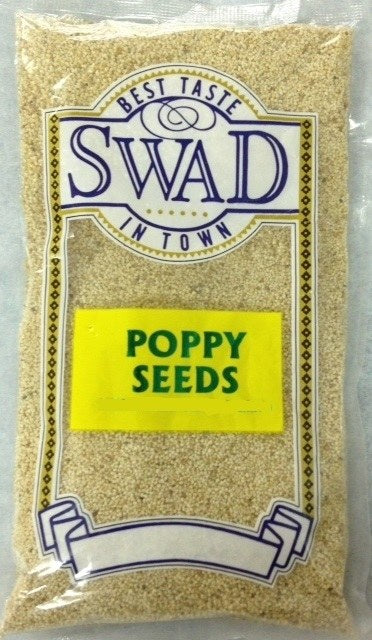 BEST TASTE
SWAD
IN TOWN
POPPY
SEEDS